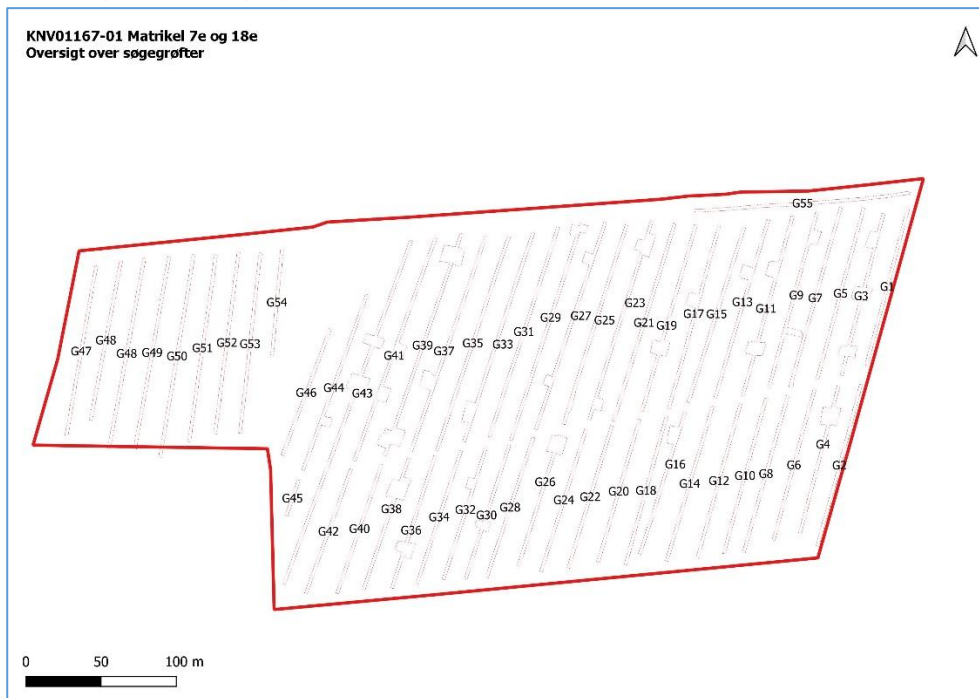 KNV01167-01 Matrikel 7e og 18e
Oversigt over søgegrøfter
G55
G1
G3
G5
G7
G9
G11
G13
G15
G17
G19
G21
G23
G25
G27
G29
G31
G33
G35
G37
G39
G41
G43
G44
G46
G54
G53
G52
G51
G50
G49
G48
G48
G47
G45
G42
G40
G38
G36
G34
G32
G30
G28
G26
G24
G22
G20
G18
G16
G14
G12
G10
G8
G6
G4
G2
0 50 100 m